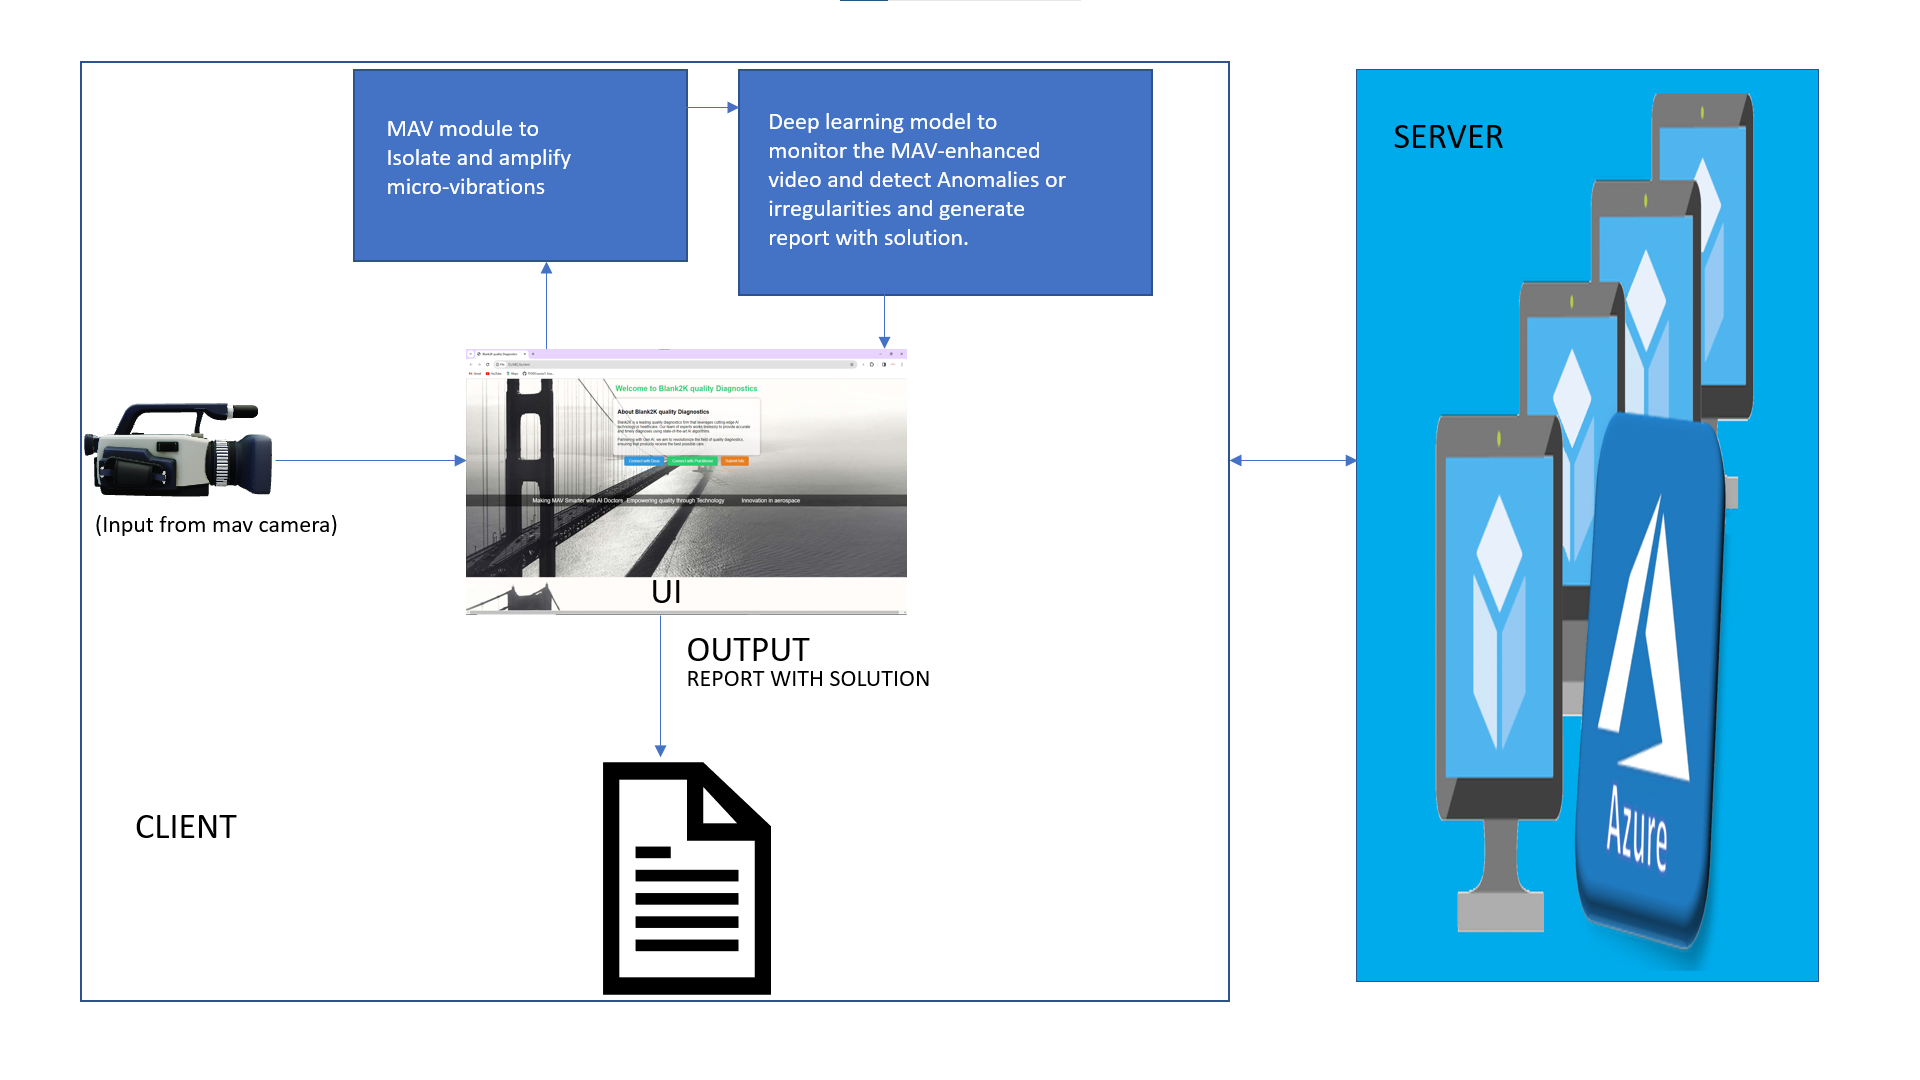 MAV module to
Isolate and amplify
micro-vibrations
Deep learning model to
monitor the MAV-enhanced
video and detect Anomalies or
irregularities and generate
report with solution.
SERVER
Welcome to Blank2K quality Diagnostics
About Blank2K quality Diagnostics
Making MAV Smarter with AI Doctors
Empowering quality through Technology
Innovation in aerospace
(Input from mav camera)
UI
OUTPUT
REPORT WITH SOLUTION
CLIENT
Azure